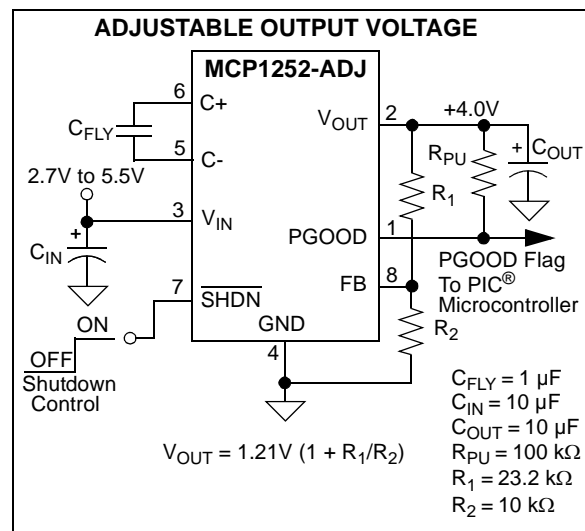 ADJUSTABLE OUTPUT VOLTAGE
MCP1252-ADJ
6
C+
C_FLY
5
C-
V_OUT
2
+4.0V
+
C_OUT
R_PU
R_1
2.7V to 5.5V
3
V_IN
+
C_IN
PGOOD
1
PGOOD Flag
To PIC®
Microcontroller
FB
8
7
SHDN
GND
4
R_2
ON
OFF
Shutdown
Control
V_OUT = 1.21V (1 + R_1/R_2)
C_FLY = 1 µF
C_IN = 10 µF
C_OUT = 10 µF
R_PU = 100 kΩ
R_1 = 23.2 kΩ
R_2 = 10 kΩ